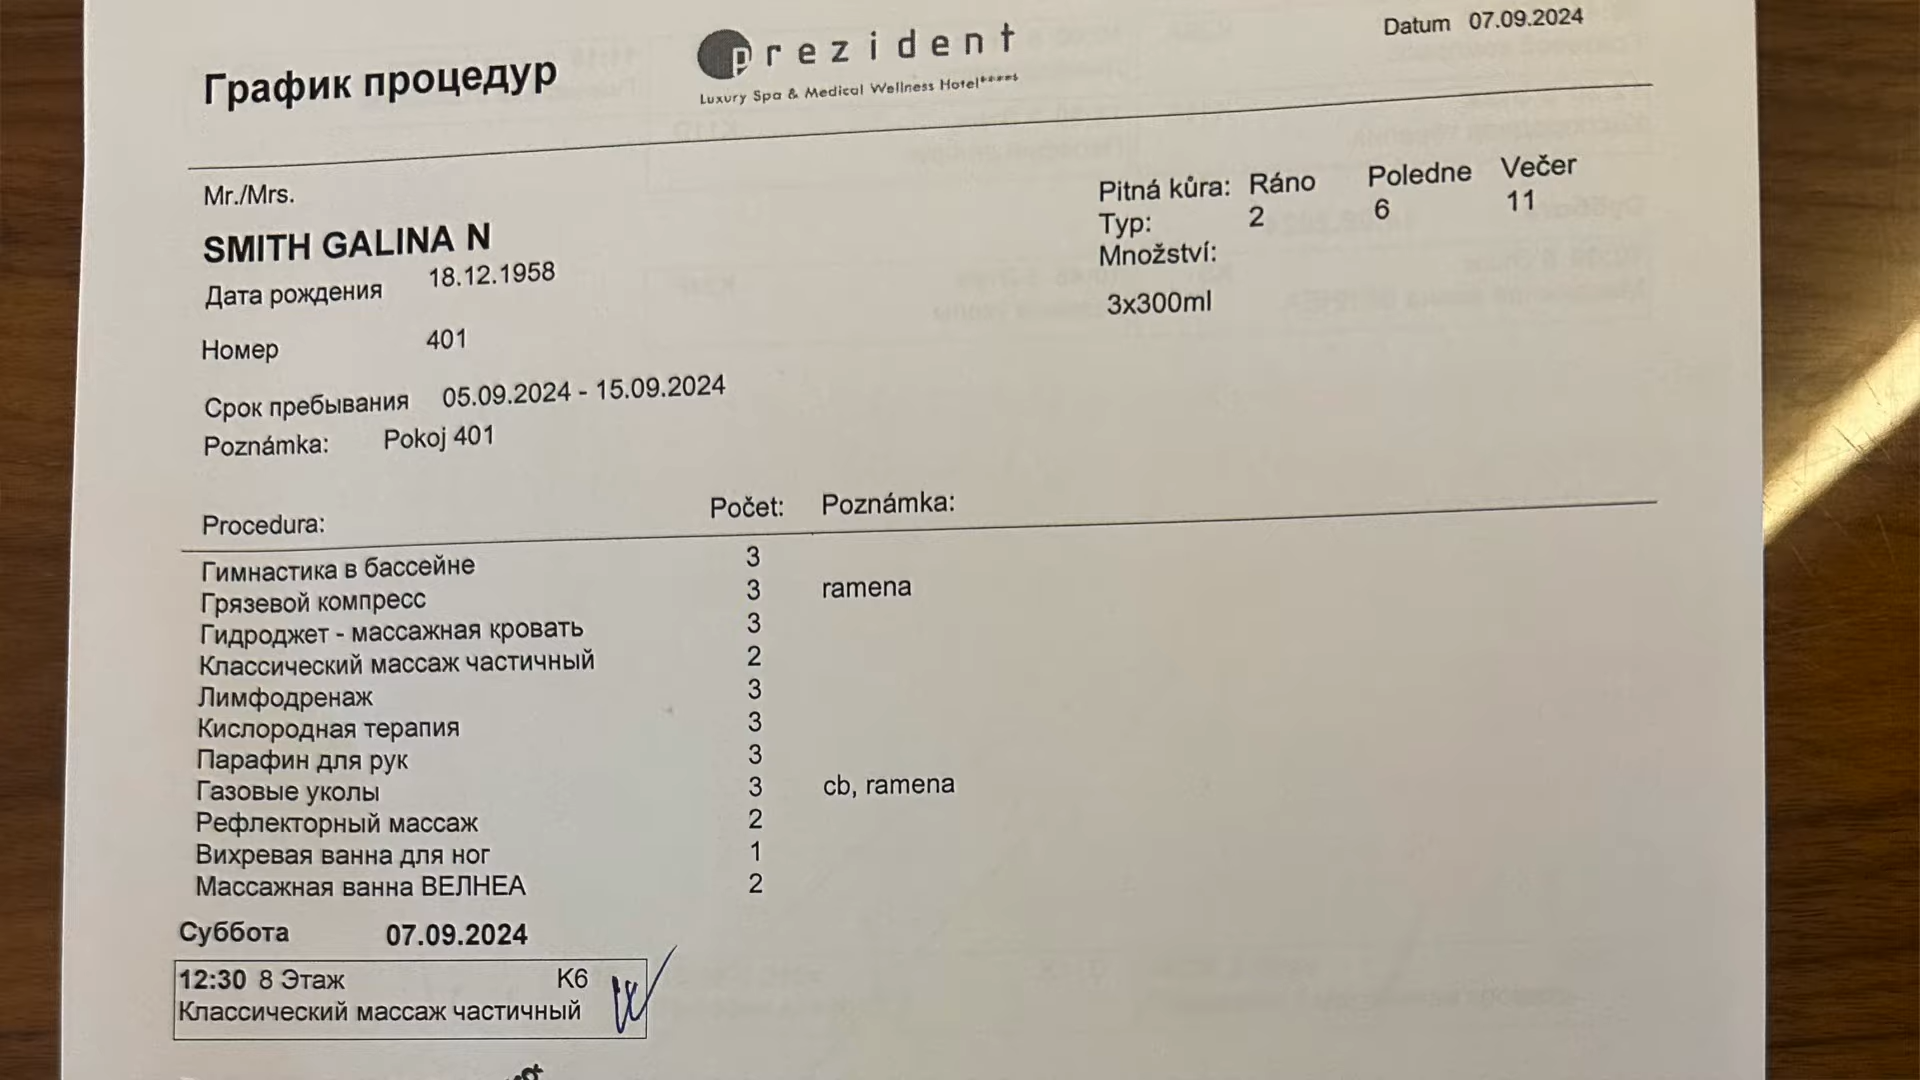 График процедур
prezident
Luxury Spa & Medical Wellness Hotel****
Datum 07.09.2024
Mr./Mrs.
SMITH GALINA N
Дата рождения 18.12.1958
Номер 401
Срок пребывания 05.09.2024 - 15.09.2024
Poznámka: Pokoj 401
Pitná kůra: Ráno Poledne Večer
Typ: 2 6 11
Množství:
3x300ml
Procedura: Počet: Poznámka:
Гимнастика в бассейне 3
Грязевой компресс 3 ramena
Гидроджет - массажная кровать 3
Классический массаж частичный 2
Лимфодренаж 3
Кислородная терапия 3
Парафин для рук 3
Газовые уколы 3 cb, ramena
Рефлекторный массаж 2
Вихревая ванна для ног 1
Массажная ванна ВЕЛНЕА 2
Суббота 07.09.2024
12:30 8 Этаж K6
Классический массаж частичный